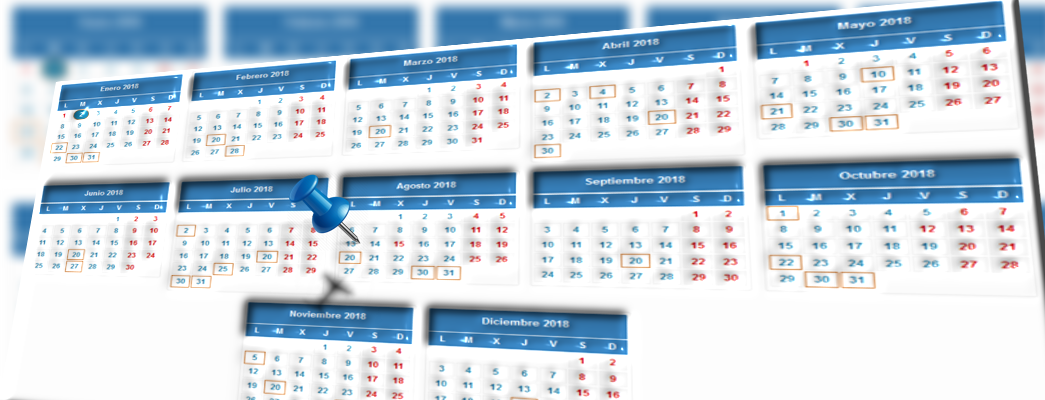 Enero 2018
L M X J V S D
1 2 3 4 5 6 7
8 9 10 11 12 13 14
15 16 17 18 19 20 21
22 23 24 25 26 27 28
29 30 31
Febrero 2018
L M X J V S D
1 2 3 4
5 6 7 8 9 10 11
12 13 14 15 16 17 18
19 20 21 22 23 24 25
26 27 28
Marzo 2018
L M X J V S D
1 2 3 4
5 6 7 8 9 10 11
12 13 14 15 16 17 18
19 20 21 22 23 24 25
26 27 28 29 30 31
Abril 2018
L M X J V S D
1
2 3 4 5 6 7 8
9 10 11 12 13 14 15
16 17 18 19 20 21 22
23 24 25 26 27 28 29
30
Mayo 2018
L M X J V S D
1 2 3 4 5 6
7 8 9 10 11 12 13
14 15 16 17 18 19 20
21 22 23 24 25 26 27
28 29 30 31
Junio 2018
L M X J V S D
1 2 3
4 5 6 7 8 9 10
11 12 13 14 15 16 17
18 19 20 21 22 23 24
25 26 27 28 29 30
Julio 2018
L M X J V S
2 3 4 5 6 7 8
9 10 11 12 13 14 15
16 17 18 19 20 21 22
23 24 25 26 27 28 29
30 31
Agosto 2018
L M X J V S D
1 2 3 4 5
7 8 9 10 11 12
13 14 15 16 17 18 19
20 21 22 23 24 25 26
27 28 29 30 31
Septiembre 2018
L M X J V S D
1 2
3 4 5 6 7 8 9
10 11 12 13 14 15 16
17 18 19 20 21 22 23
24 25 26 27 28 29 30
Octubre 2018
L M X J V S D
1 2 3 4 5 6 7
8 9 10 11 12 13 14
15 16 17 18 19 20 21
22 23 24 25 26 27 28
29 30 31
Noviembre 2018
L M X J V S D
1 2 3 4
5 6 7 8 9 10 11
12 13 14 15 16 17 18
19 20 21 22 23 24 25
Diciembre 2018
L M X J V S D
1 2
3 4 5 6 7 8 9
10 11 12 13 14 15 16